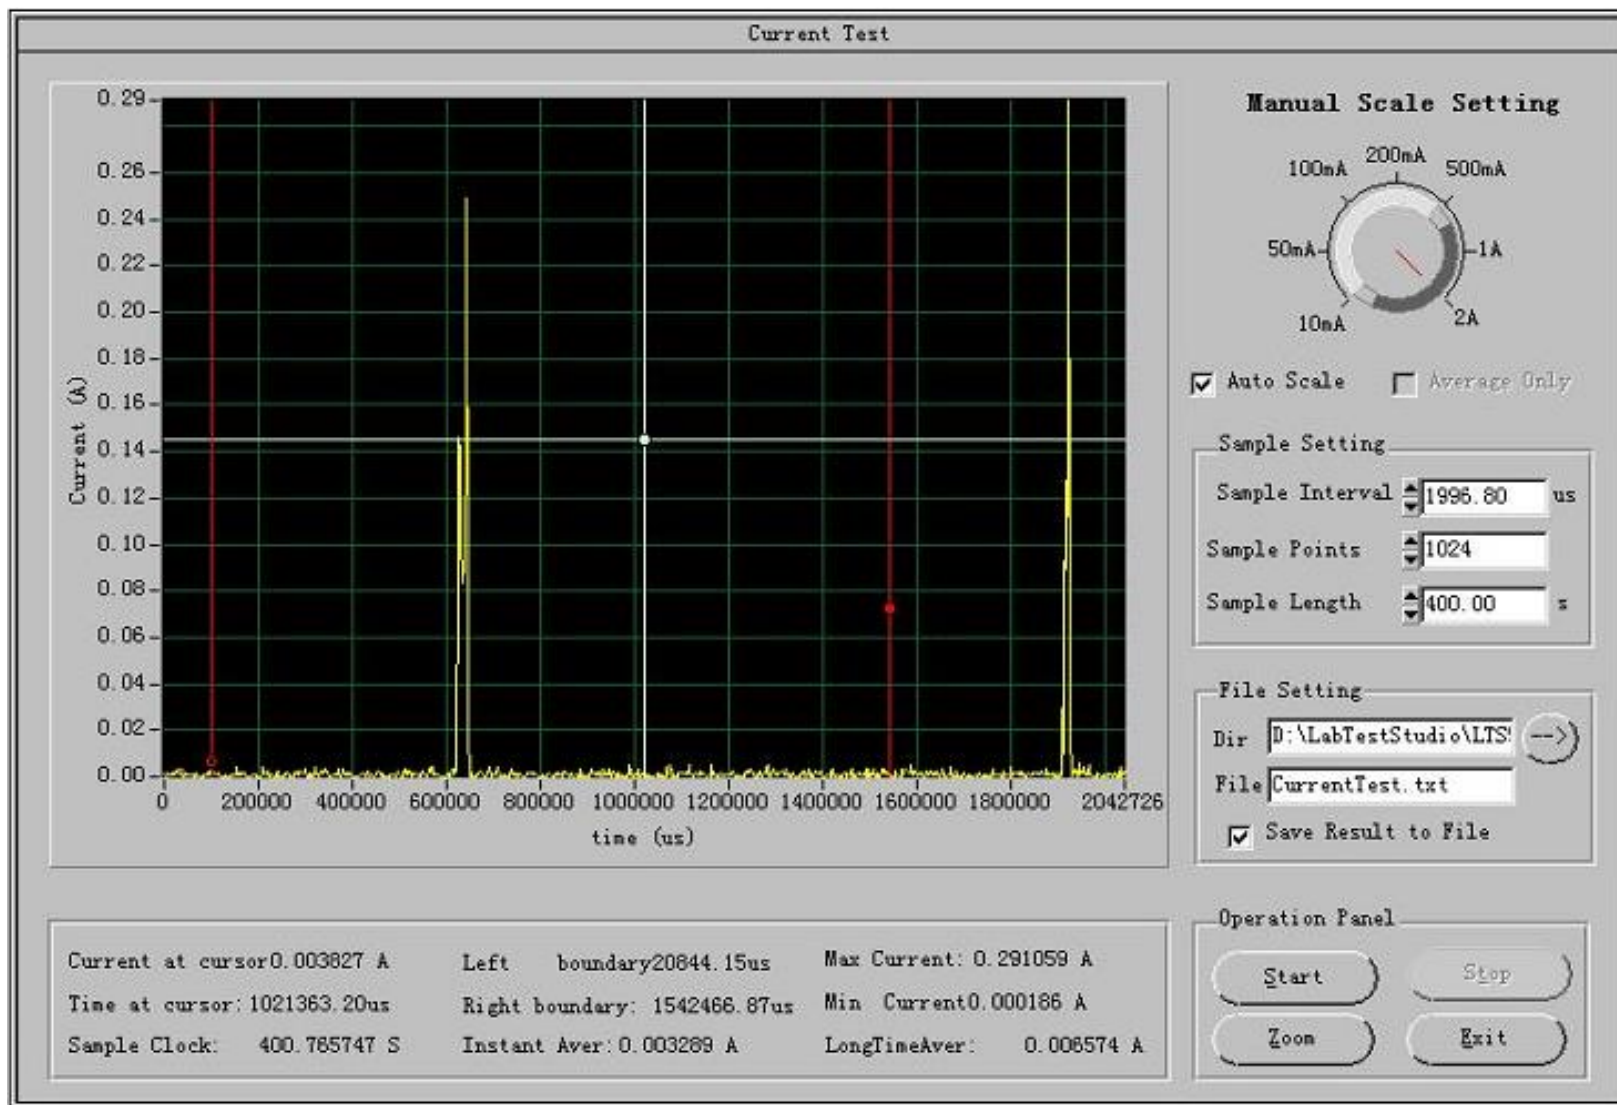 Current Test
0.29
0.26
0.24
0.22
0.20
0.18
0.16
0.14
0.12
0.10
0.08
0.06
0.04
0.02
0.00
Current (A)
0 200000 400000 600000 800000 1000000 1200000 1400000 1600000 1800000 2042726
time (us)
Manual Scale Setting
10mA 50mA 100mA 200mA 500mA 1A 2A
Auto Scale Average Only
Sample Setting
Sample Interval 1996.80 us
Sample Points 1024
Sample Length 400.00 s
File Setting
Dir D:\LabTestStudio\LTS -->
File CurrentTest.txt
Save Result to File
Current at cursor0.003827 A Left boundary20844.15us Max Current: 0.291059 A
Time at cursor:1021363.20us Right boundary: 1542466.87us Min Current0.000186 A
Sample Clock: 400.765747 S Instant Aver:0.003289 A LongTimeAver: 0.006574 A
Operation Panel
Start Stop
Zoom Exit